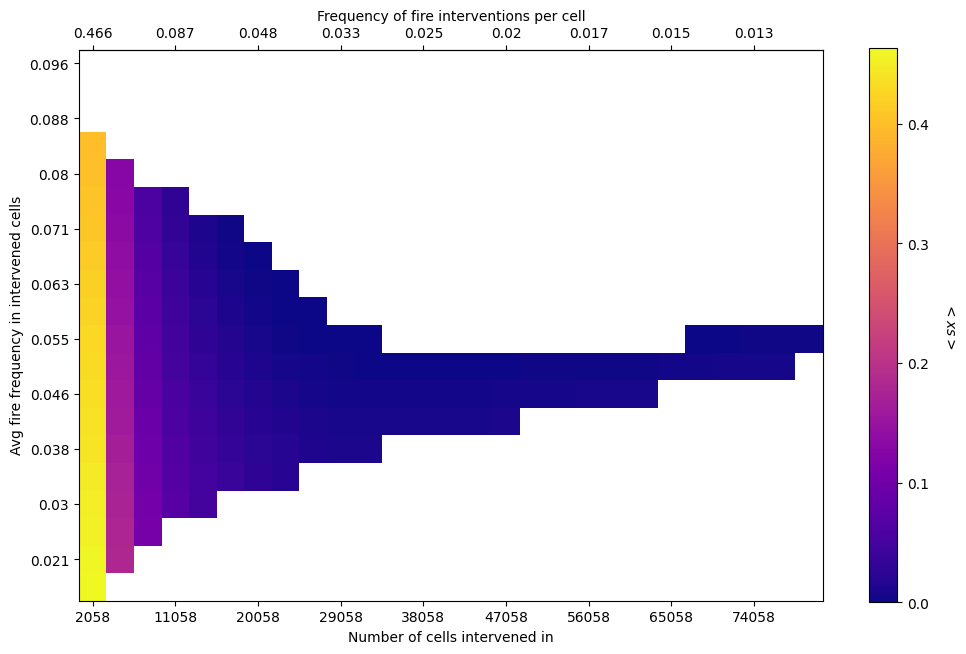 Frequency of fire interventions per cell
0.466 0.087 0.048 0.033 0.025 0.02 0.017 0.015 0.013
0.096
0.088
0.08
0.071
0.063
0.055
0.046
0.038
0.03
0.021
Avg fire frequency in intervened cells
2058 11058 20058 29058 38058 47058 56058 65058 74058
Number of cells intervened in
0.4
0.3
0.2
0.1
0.0
< sx >